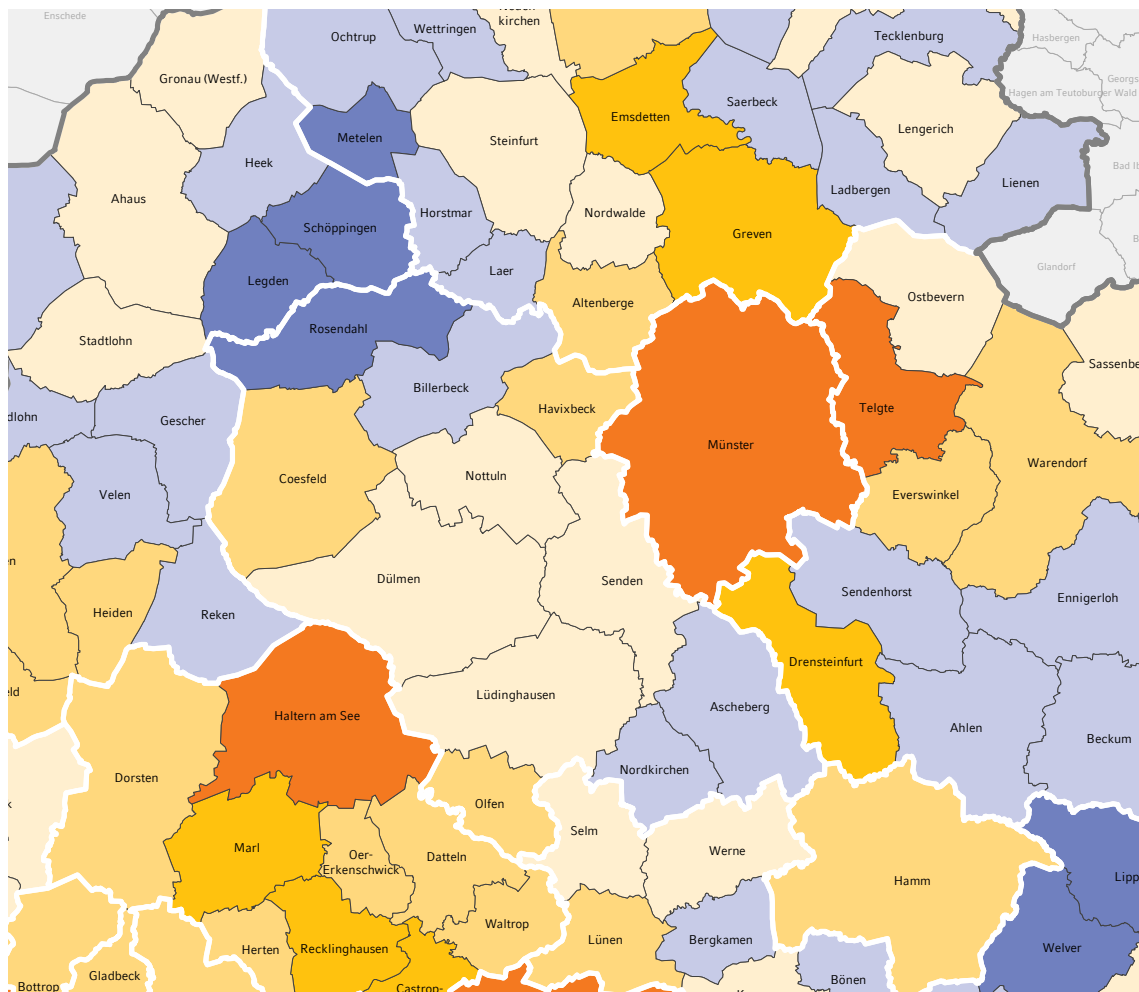 Enschede
kirchen
Wettringen
Ochtrup
Tecklenburg
Hasbergen
Gronau (Westf.)
Georgs
Hagen am Teutoburger Wald
Saerbeck
Emsdetten
Lengerich
Metelen
Steinfurt
Heek
Bad Ib
Lienen
Ladbergen
Ahaus
Horstmar
Nordwalde
Schöppingen
Greven
B
Glandorf
Laer
Legden
Ostbevern
Altenberge
Rosendahl
Stadtlohn
Sassenbe
Billerbeck
Havixbeck
Telgte
dlohn
Gescher
Münster
Warendorf
Nottuln
Coesfeld
Velen
Everswinkel
en
Dülmen
Senden
Sendenhorst
Ennigerloh
Heiden
Reken
Drensteinfurt
eld
Lüdinghausen
Ascheberg
Haltern am See
Ahlen
Beckum
Nordkirchen
Dorsten
k
Olfen
Selm
Marl
Werne
Oer-
Erkenschwick
Datteln
Hamm
Lipp
Waltrop
Lünen
Bergkamen
Herten
Recklinghausen
Welver
Gladbeck
Bönen
Bottrop
Castrop-